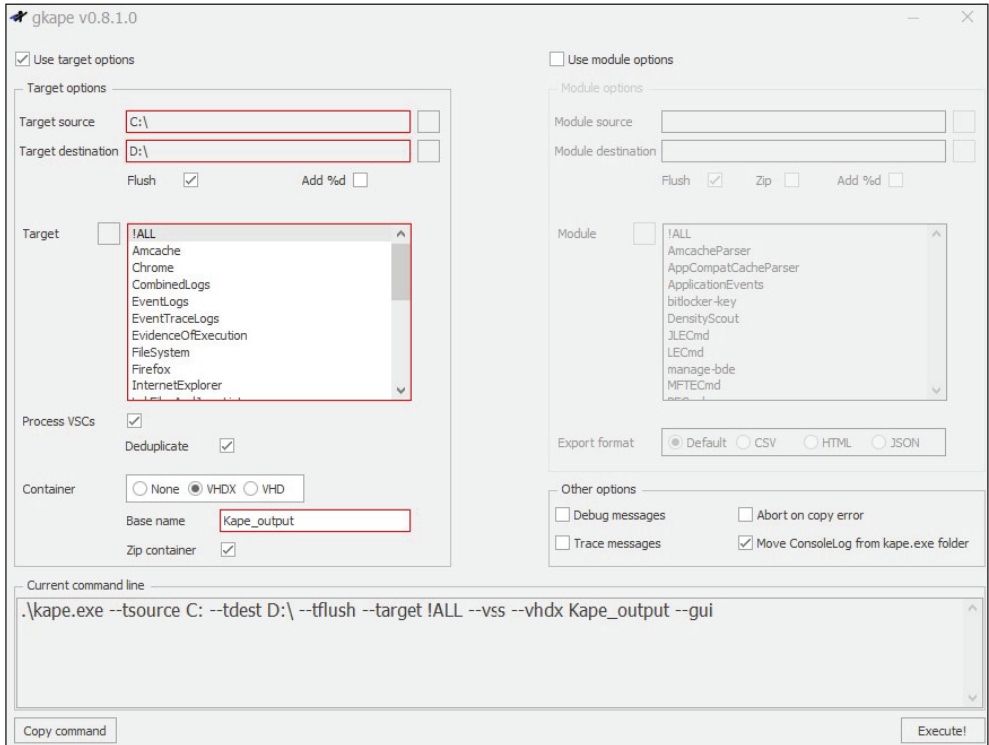 gkape v0.8.1.0
Use target options
Target options
Target source C:\
Target destination D:\
Flush Add %d
Target
!ALL
Amcache
Chrome
CombinedLogs
EventLogs
EventTraceLogs
EvidenceOfExecution
FileSystem
Firefox
InternetExplorer
Process VSCs
Deduplicate
Container None VHDX VHD
Base name Kape_output
Zip container
Use module options
Module options
Module source
Module destination
Flush Zip Add %d
Module
!ALL
AmcacheParser
AppCompatCacheParser
ApplicationEvents
bitlocker-key
DensityScout
JLECmd
LECmd
manage-bde
MFTECmd
Export format Default CSV HTML JSON
Other options
Debug messages Abort on copy error
Trace messages Move ConsoleLog from kape.exe folder
Current command line
.\kape.exe --tsource C: --tdest D:\ --tflush --target !ALL --vss --vhdx Kape_output --gui
Copy command Execute!